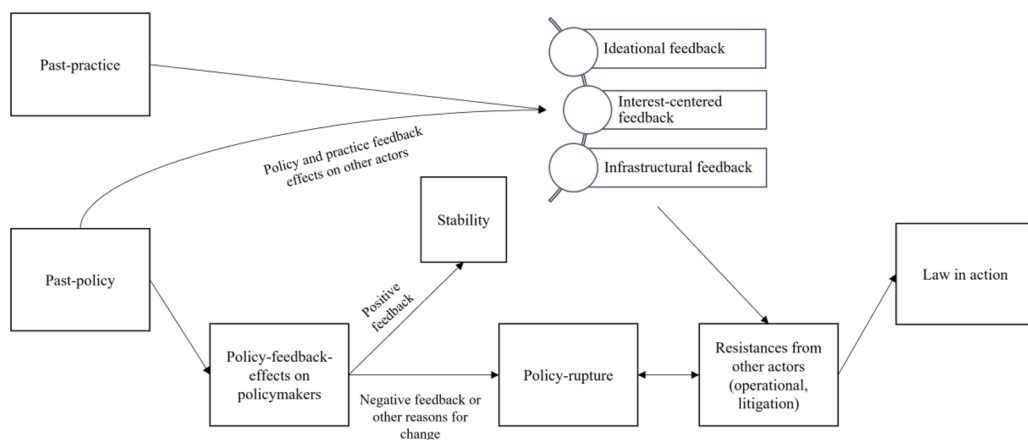 Past-practice
Ideational feedback
Interest-centered
feedback
Infrastructural feedback
Policy and practice feedback
effects on other actors
Stability
Past-policy
Law in action
Positive
feedback
Policy-feedback-
effects on
policymakers
Negative feedback or
other reasons for
change
Policy-rupture
Resistances from
other actors
(operational,
litigation)